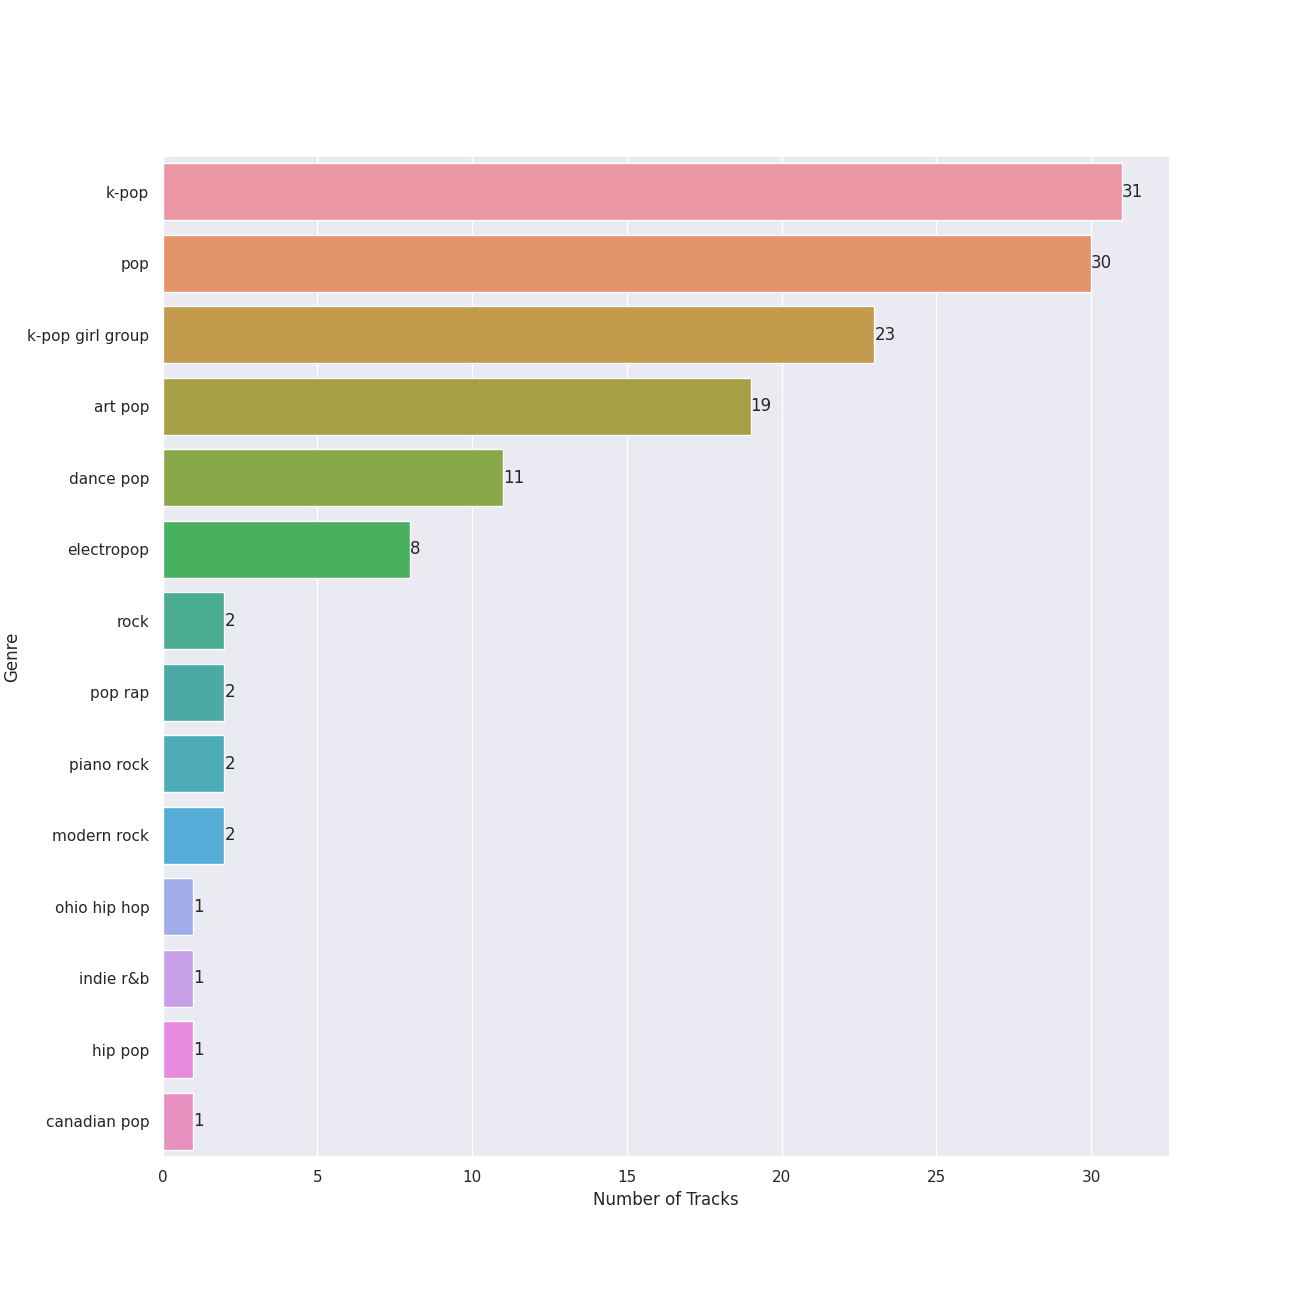 k-pop 31
pop 30
k-pop girl group 23
art pop 19
dance pop 11
electropop 8
rock 2
pop rap 2
piano rock 2
modern rock 2
ohio hip hop 1
indie r&b 1
hip pop 1
canadian pop 1
0 5 10 15 20 25 30
Number of Tracks
Genre